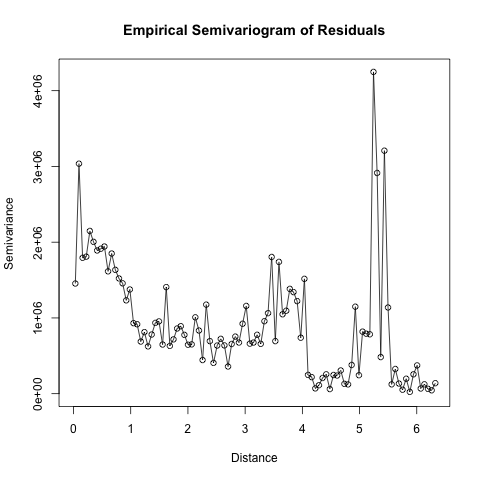 Empirical Semivariogram of Residuals
Semivariance
4e+06
3e+06
2e+06
1e+06
0e+00
0 1 2 3 4 5 6
Distance